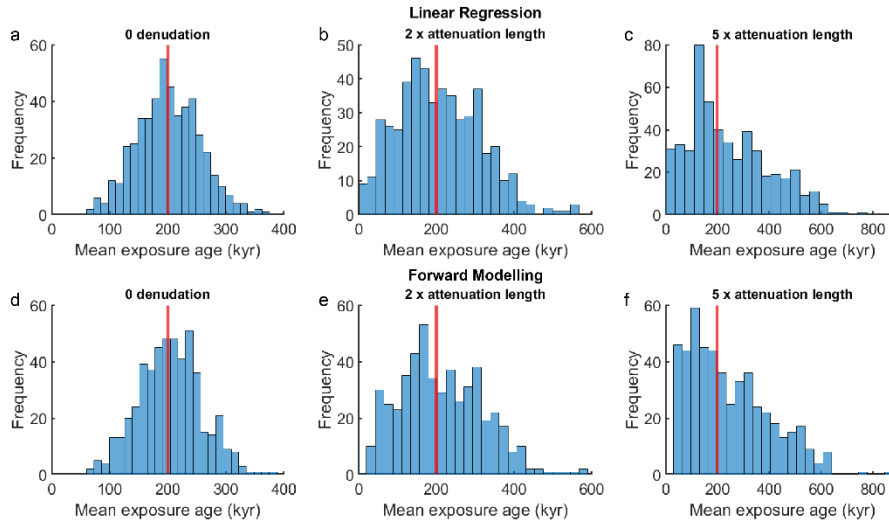 Linear Regression
a
0 denudation
60
40
20
0
Frequency
0 100 200 300 400
Mean exposure age (kyr)
b
2 x attenuation length
50
40
30
20
10
0
Frequency
0 200 400 600
Mean exposure age (kyr)
c
5 x attenuation length
80
60
40
20
0
Frequency
0 200 400 600 800
Mean exposure age (kyr)
Forward Modelling
d
0 denudation
60
40
20
0
Frequency
0 100 200 300 400
Mean exposure age (kyr)
e
2 x attenuation length
60
40
20
0
Frequency
0 200 400 600
Mean exposure age (kyr)
f
5 x attenuation length
60
40
20
0
Frequency
0 200 400 600 800
Mean exposure age (kyr)